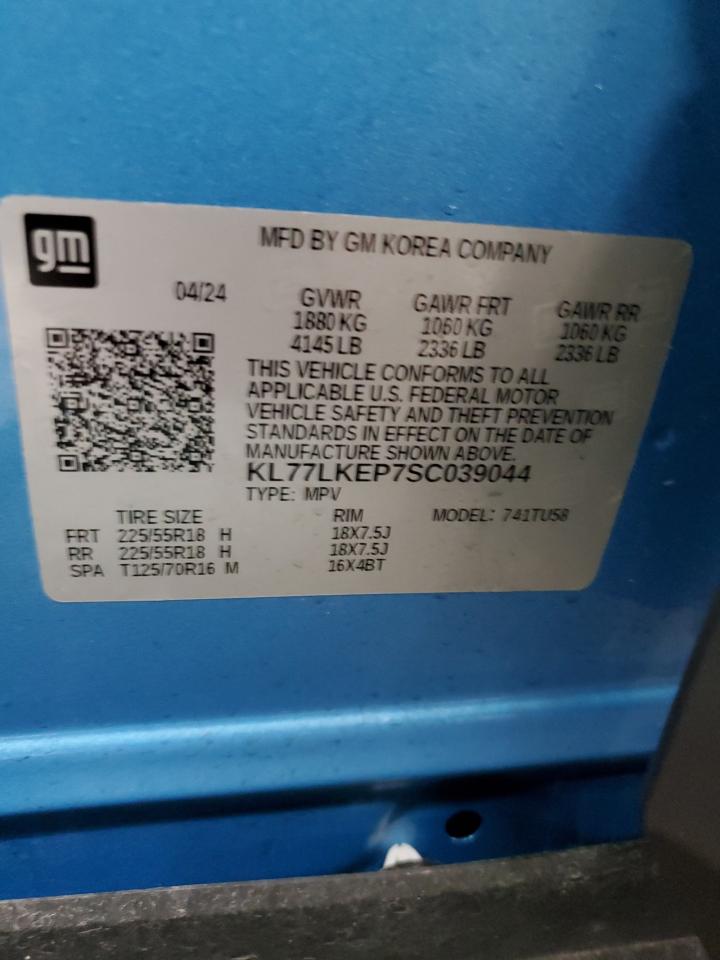 gm
MFD BY GM KOREA COMPANY
04/24 GVWR GAWR FRT GAWR RR
1880 KG 1060 KG 1060 KG
4145 LB 2336 LB 2336 LB
THIS VEHICLE CONFORMS TO ALL
APPLICABLE U.S. FEDERAL MOTOR
VEHICLE SAFETY AND THEFT PREVENTION
STANDARDS IN EFFECT ON THE DATE OF
MANUFACTURE SHOWN ABOVE.
KL77LKEP7SC039044
TYPE: MPV
TIRE SIZE RIM MODEL: 741TU58
FRT 225/55R18 H 18X7.5J
RR 225/55R18 H 18X7.5J
SPA T125/70R16 M 16X4BT